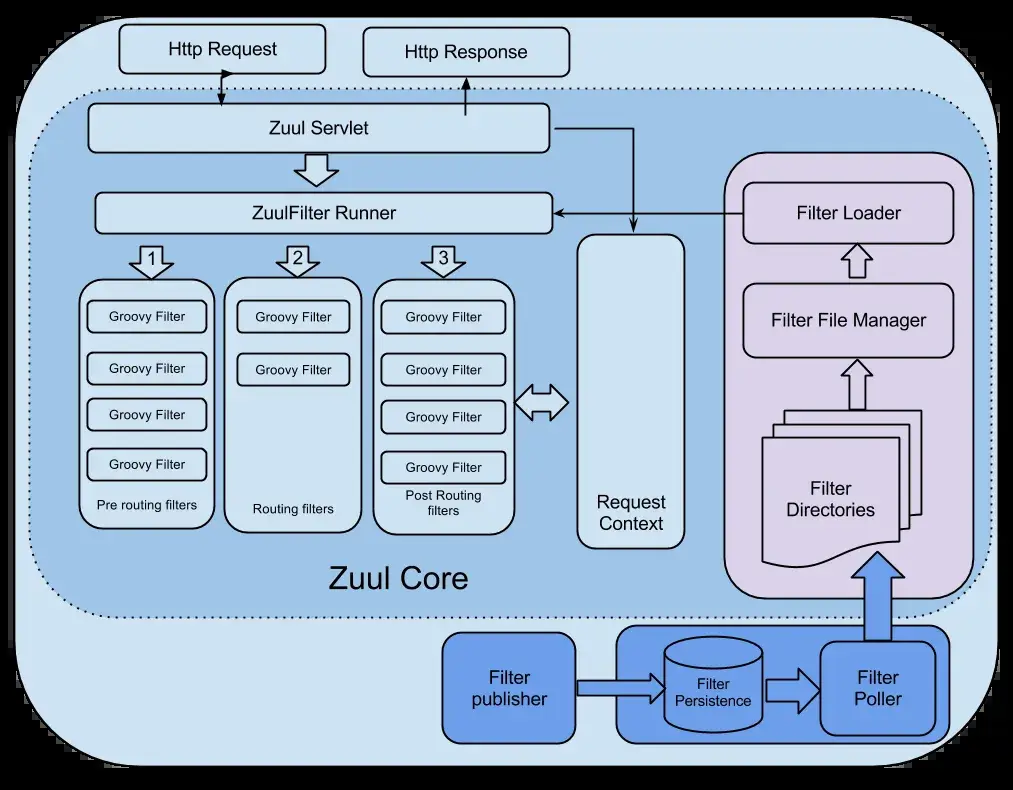 Http Request
Http Response
Zuul Servlet
ZuulFilter Runner
Filter Loader
1
2
3
Groovy Filter
Groovy Filter
Groovy Filter
Groovy Filter
Pre routing filters
Groovy Filter
Groovy Filter
Routing filters
Groovy Filter
Groovy Filter
Groovy Filter
Groovy Filter
Post Routing
filters
Request
Context
Filter File Manager
Filter
Directories
Zuul Core
Filter
publisher
Filter
Persistence
Filter
Poller